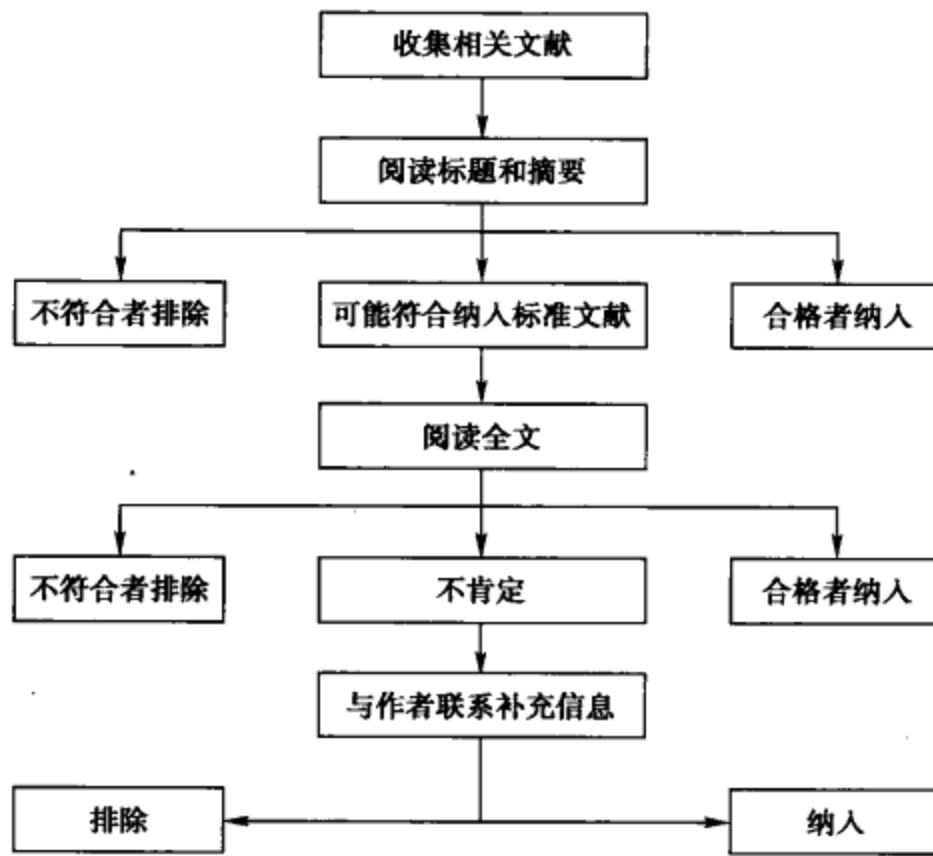 收集相关文献
阅读标题和摘要
不符合者排除
可能符合纳入标准文献
合格者纳入
阅读全文
不符合者排除
不肯定
合格者纳入
与作者联系补充信息
排除
纳入